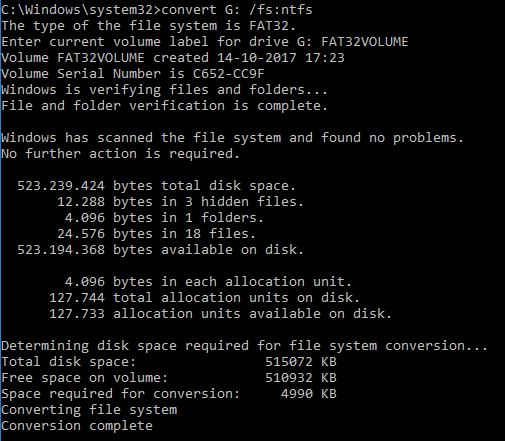 C:\Windows\system32>convert G: /fs:ntfs
The type of the file system is FAT32.
Enter current volume label for drive G: FAT32VOLUME
Volume FAT32VOLUME created 14-10-2017 17:23
Volume Serial Number is C652-CC9F
Windows is verifying files and folders...
File and folder verification is complete.
Windows has scanned the file system and found no problems.
No further action is required.
523.239.424 bytes total disk space.
12.288 bytes in 3 hidden files.
4.096 bytes in 1 folders.
24.576 bytes in 18 files.
523.194.368 bytes available on disk.
4.096 bytes in each allocation unit.
127.744 total allocation units on disk.
127.733 allocation units available on disk.
Determining disk space required for file system conversion...
Total disk space: 515072 KB
Free space on volume: 510932 KB
Space required for conversion: 4990 KB
Converting file system
Conversion complete